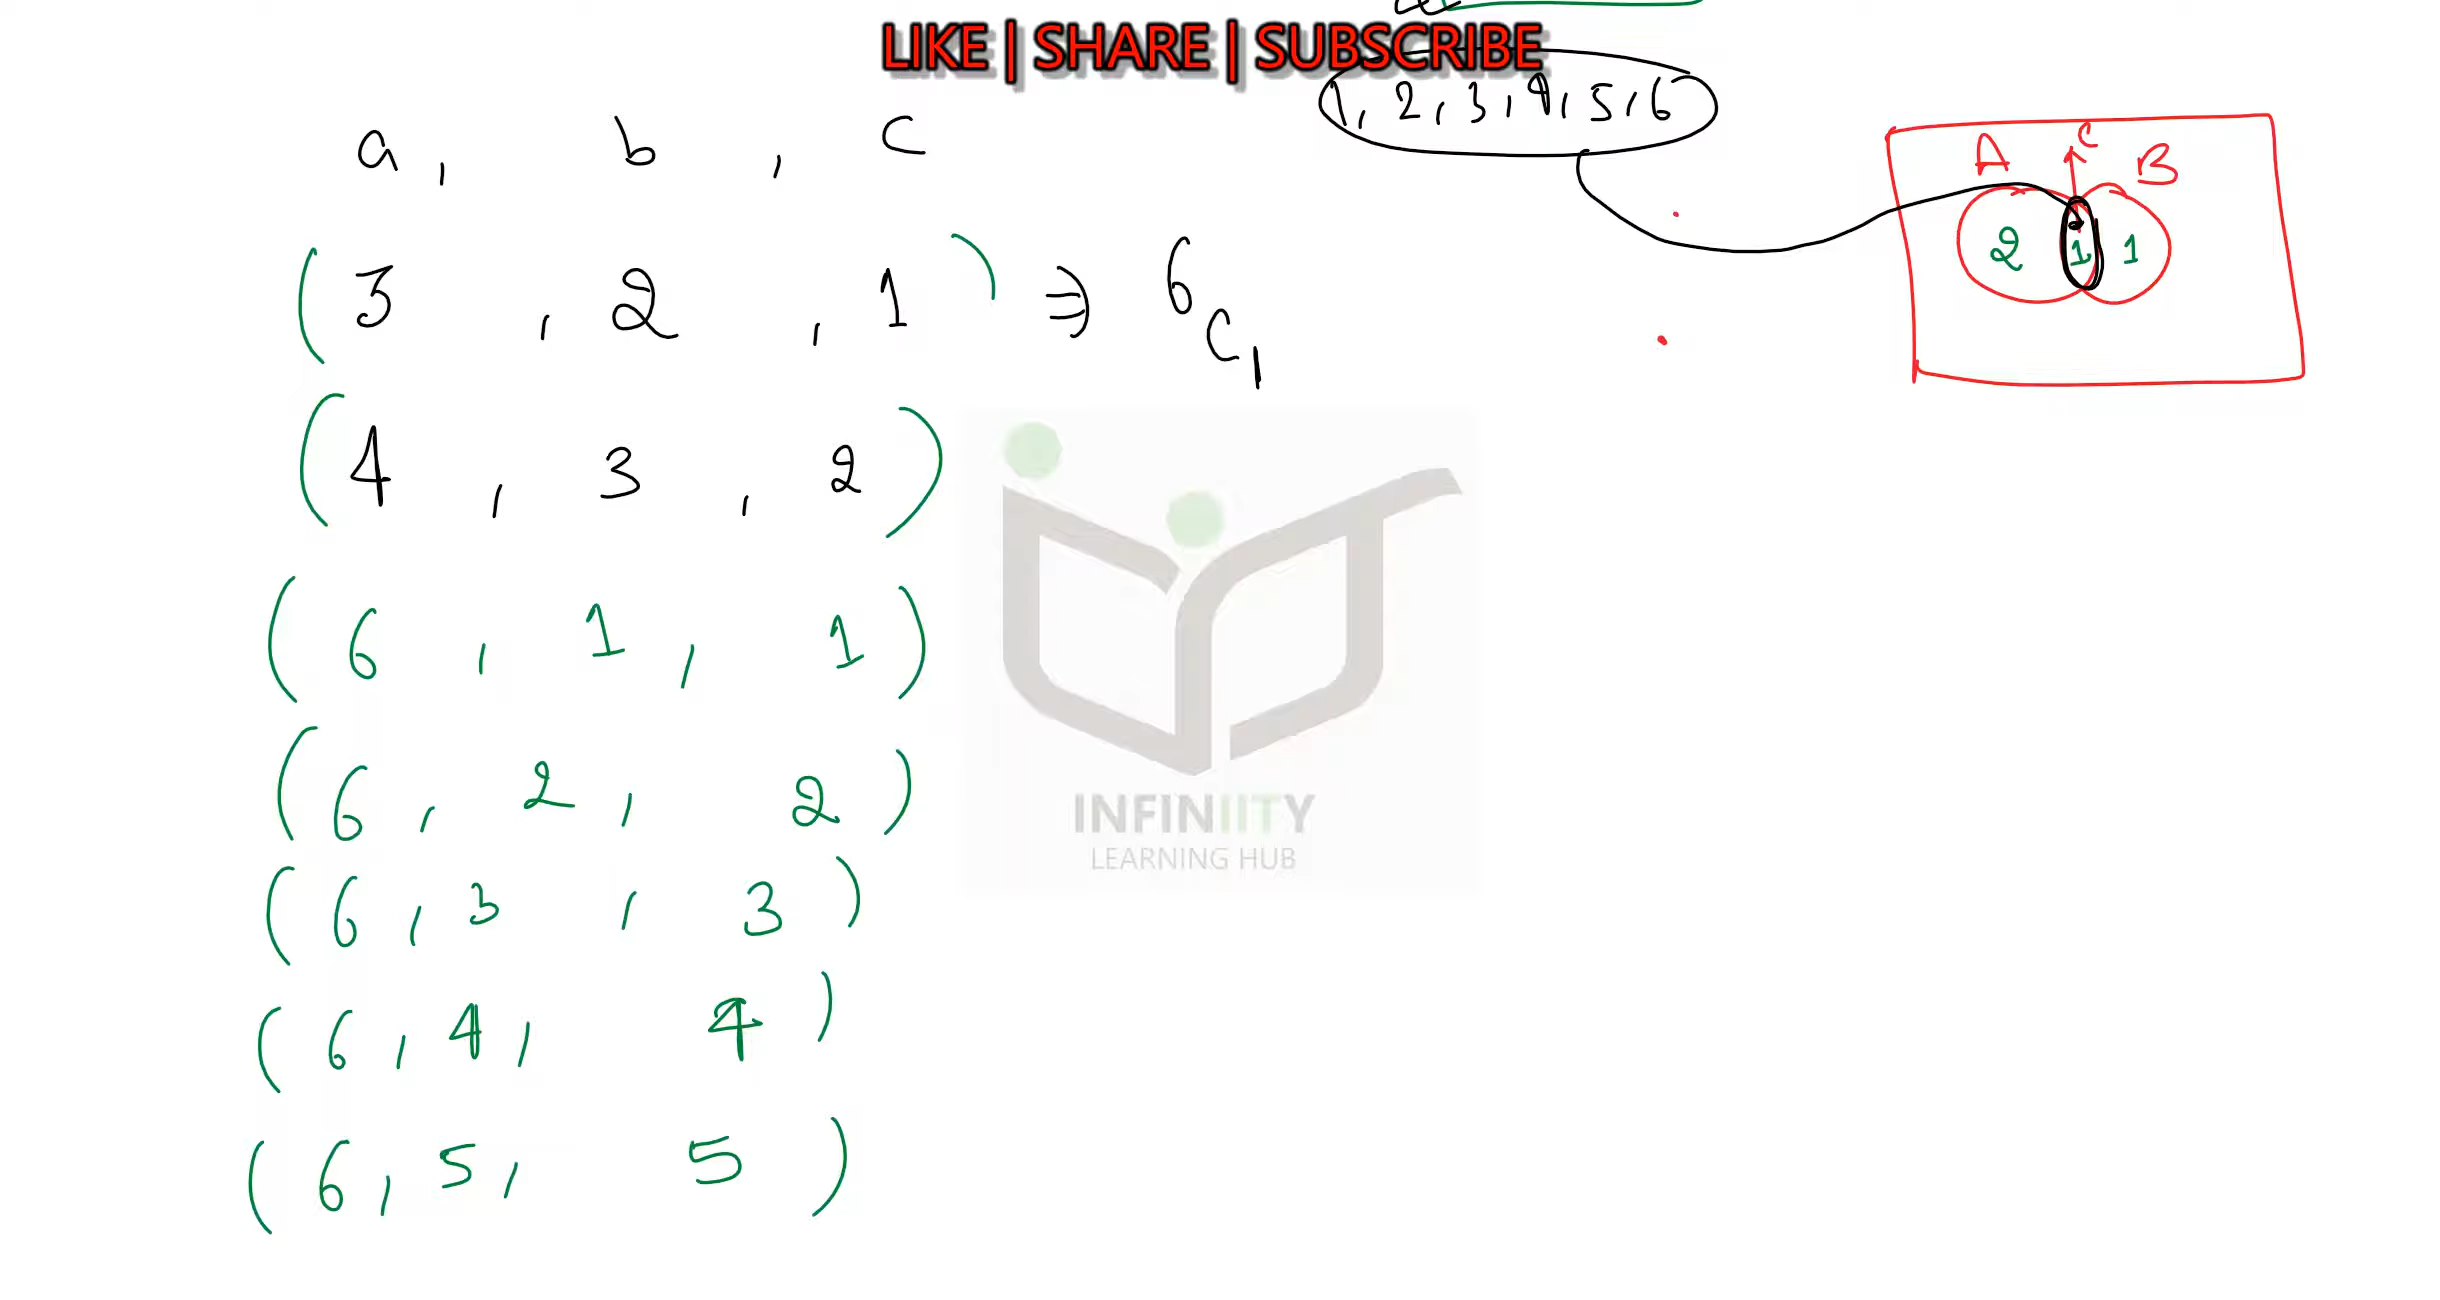 LIKE | SHARE | SUBSCRIBE
1, 2, 3, 4, 5, 6
a, b, c
A C B
2 1 1
(3, 2, 1) ⇒ 6C1
(4, 3, 2)
(6, 1, 1)
(6, 2, 2)
INFINIITY
LEARNING HUB
(6, 3, 3)
(6, 4, 4)
(6, 5, 5)